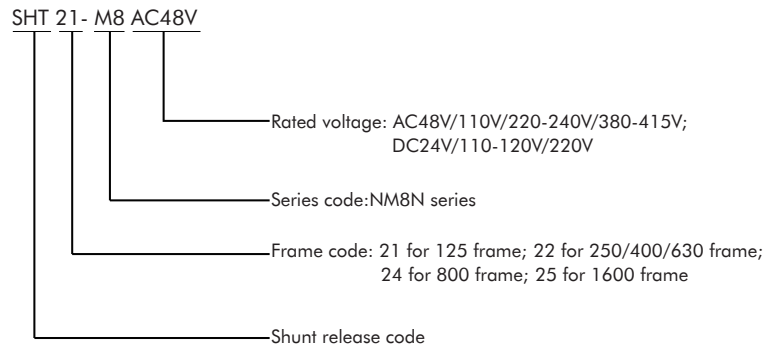 SHT 21- M8 AC48V
Rated voltage: AC48V/110V/220-240V/380-415V;
DC24V/110-120V/220V
Series code:NM8N series
Frame code: 21 for 125 frame; 22 for 250/400/630 frame;
24 for 800 frame; 25 for 1600 frame
Shunt release code